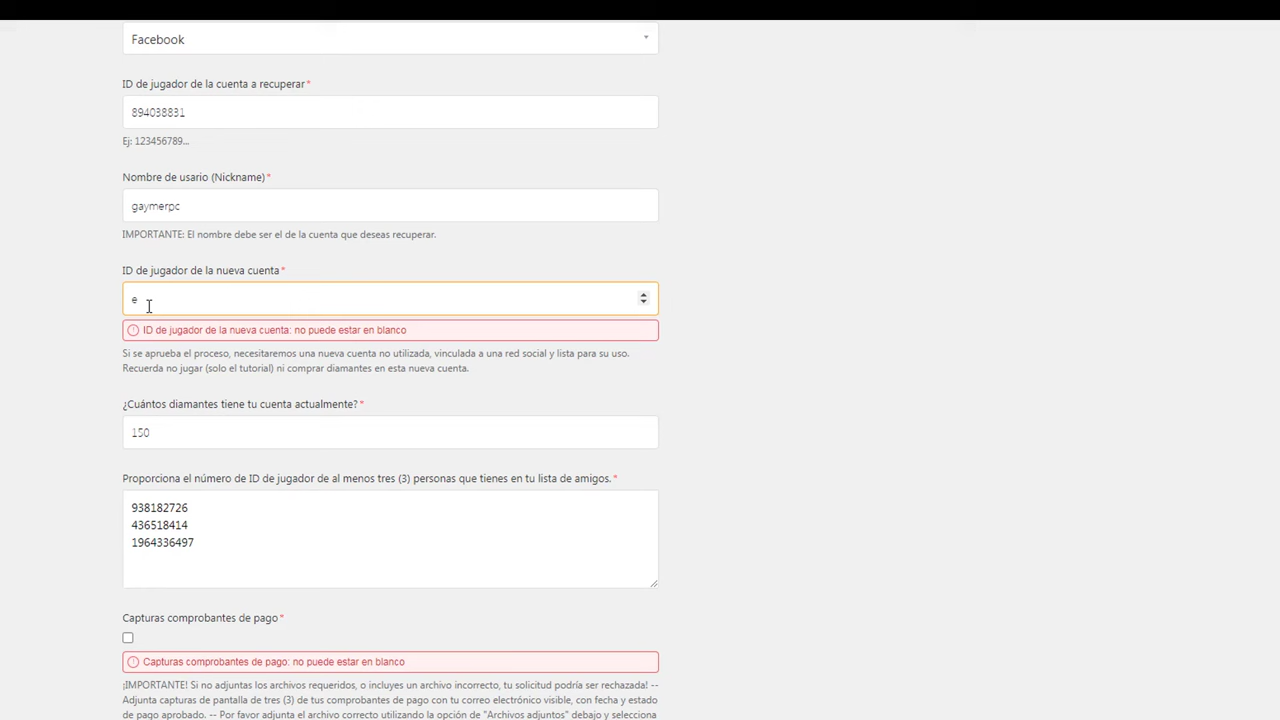 Facebook
ID de jugador de la cuenta a recuperar*
894038831
Ej: 123456789...
Nombre de usario (Nickname)*
gaymerpc
IMPORTANTE: El nombre debe ser el de la cuenta que deseas recuperar.
ID de jugador de la nueva cuenta*
e
ID de jugador de la nueva cuenta: no puede estar en blanco
Si se aprueba el proceso, necesitaremos una nueva cuenta no utilizada, vinculada a una red social y lista para su uso.
Recuerda no jugar (solo el tutorial) ni comprar diamantes en esta nueva cuenta.
¿Cuántos diamantes tiene tu cuenta actualmente?*
150
Proporciona el número de ID de jugador de al menos tres (3) personas que tienes en tu lista de amigos.*
938182726
436518414
1964336497
Capturas comprobantes de pago*
Capturas comprobantes de pago: no puede estar en blanco
¡IMPORTANTE! Si no adjuntas los archivos requeridos, o incluyes un archivo incorrecto, tu solicitud podría ser rechazada! --
Adjunta capturas de pantalla de tres (3) de tus comprobantes de pago con tu correo electrónico visible, con fecha y estado
de pago aprobado. -- Por favor adjunta el archivo correcto utilizando la opción de "Archivos adjuntos" debajo y selecciona